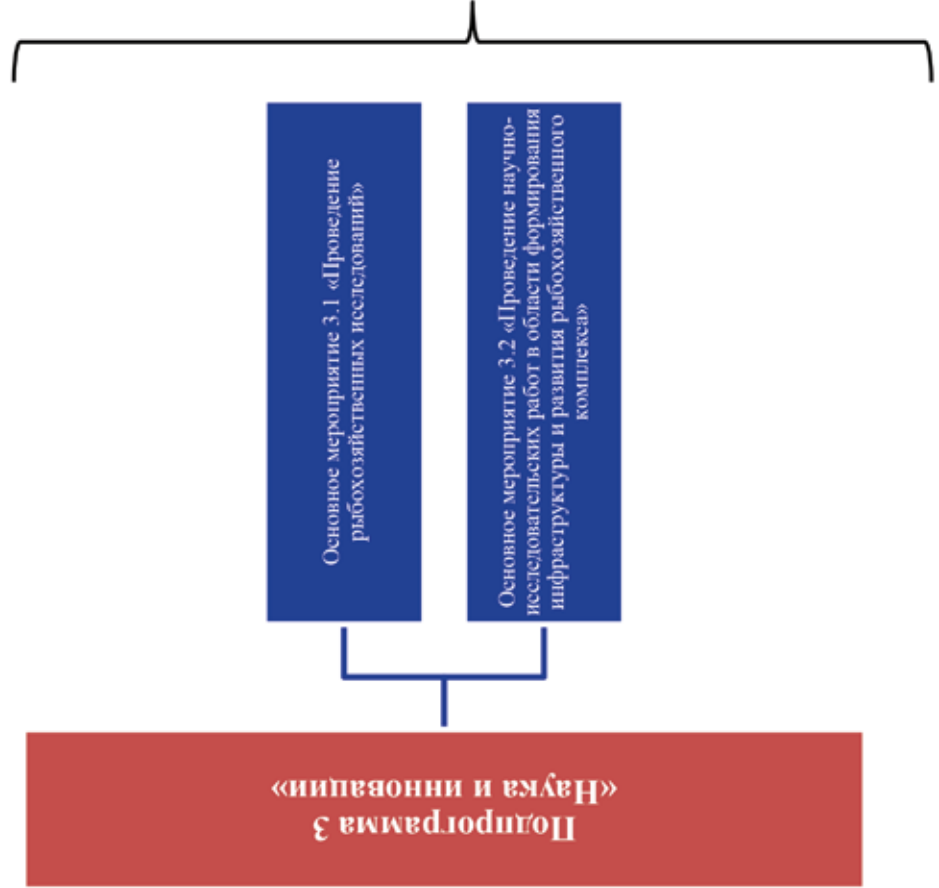 Подпрограмма 3
«Наука и инновации»
Основное мероприятие 3.1 «Проведение
рыбохозяйственных исследований»
Основное мероприятие 3.2 «Проведение научно-
исследовательских работ в области формирования
инфраструктуры и развития рыбохозяйственного
комплекса»